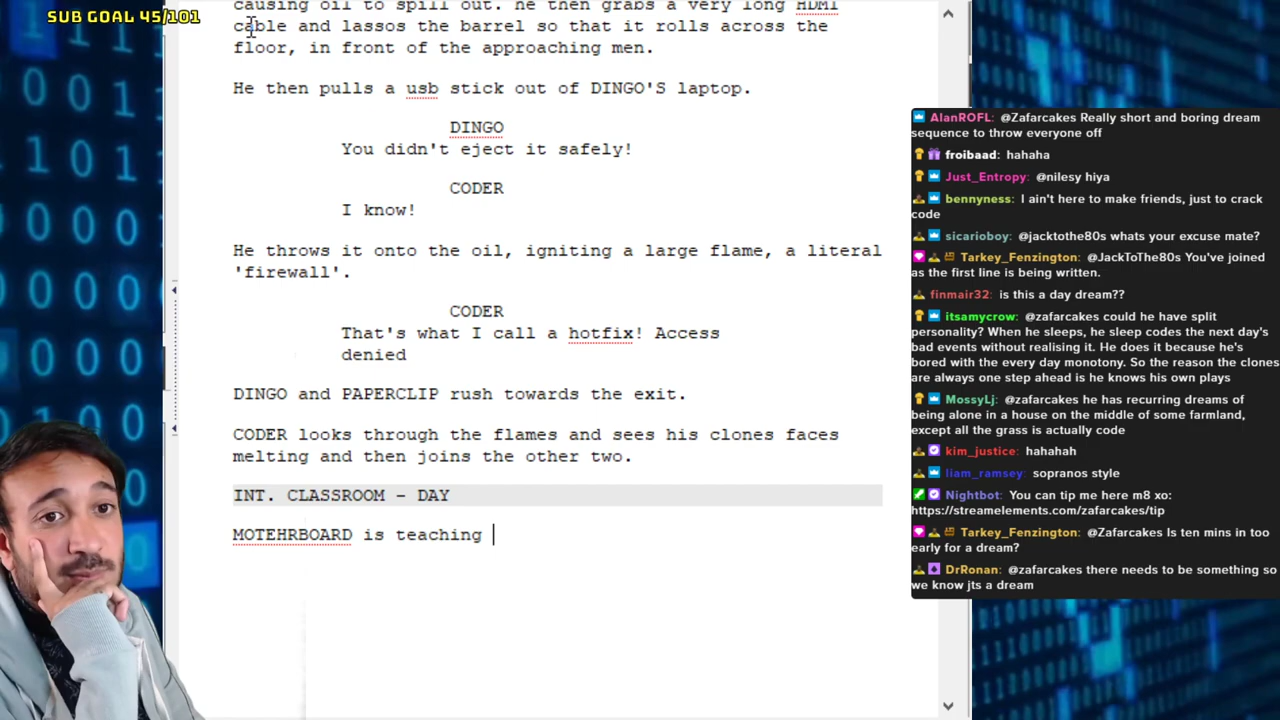 SUB GOAL 45/101
causing oil to spill out. He then grabs a very long HDMI
cable and lassos the barrel so that it rolls across the
floor, in front of the approaching men.
He then pulls a usb stick out of DINGO'S laptop.
DINGO
You didn't eject it safely!
CODER
I know!
He throws it onto the oil, igniting a large flame, a literal
'firewall'.
CODER
That's what I call a hotfix! Access
denied
DINGO and PAPERCLIP rush towards the exit.
CODER looks through the flames and sees his clones faces
melting and then joins the other two.
INT. CLASSROOM - DAY
MOTEHRBOARD is teaching
AlanROFL: @Zafarcakes Really short and boring dream
sequence to throw everyone off
froibaad: hahaha
Just_Entropy: @nilesy hiya
bennyness: I ain't here to make friends, just to crack
code
sicarioboy: @jacktothe80s whats your excuse mate?
Tarkey_Fenzington: @JackToThe80s You've joined
as the first line is being written.
finmair32: is this a day dream??
itsamycrow: @zafarcakes could he have split
personality? When he sleeps, he sleep codes the next day's
bad events without realising it. He does it because he's
bored with the every day monotony. So the reason the clones
are always one step ahead is he knows his own plays
MossyLj: @zafarcakes he has recurring dreams of
being alone in a house on the middle of some farmland,
except all the grass is actually code
kim_justice: hahahah
liam_ramsey: sopranos style
Nightbot: You can tip me here m8 xo:
https://streamelements.com/zafarcakes/tip
Tarkey_Fenzington: @Zafarcakes Is ten mins in too
early for a dream?
DrRonan: @zafarcakes there needs to be something so
we know jts a dream